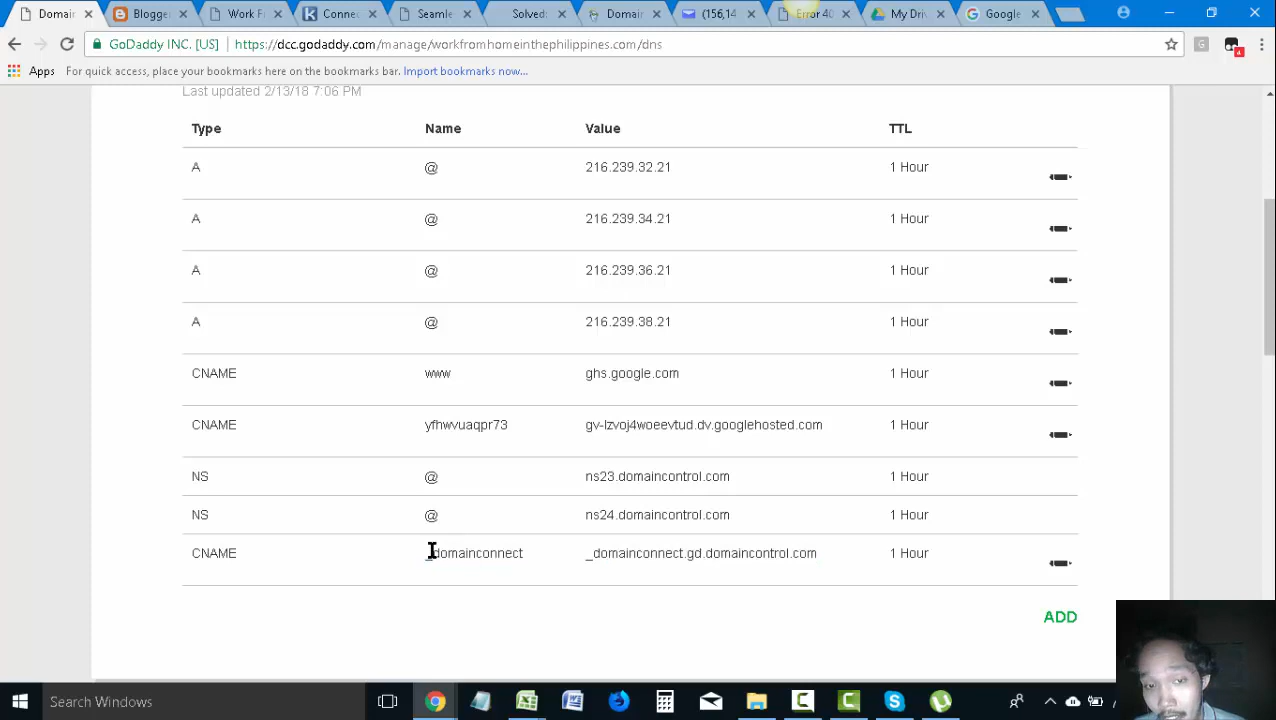 Domain
Blogge
Work F
Connec
Seamle
Solved
Domain
(156,1
Error 40
My Driv
Google
GoDaddy INC. [US] https://dcc.godaddy.com/manage/workfromhomeinthephilippines.com/dns
Apps For quick access, place your bookmarks here on the bookmarks bar. Import bookmarks now...
Last updated 2/13/18 7:06 PM
Type Name Value TTL
A @ 216.239.32.21 1 Hour
A @ 216.239.34.21 1 Hour
A @ 216.239.36.21 1 Hour
A @ 216.239.38.21 1 Hour
CNAME www ghs.google.com 1 Hour
CNAME yfhwvuaqpr73 gv-lzvoj4woeevtud.dv.googlehosted.com 1 Hour
NS @ ns23.domaincontrol.com 1 Hour
NS @ ns24.domaincontrol.com 1 Hour
CNAME _domainconnect _domainconnect.gd.domaincontrol.com 1 Hour
ADD
Search Windows